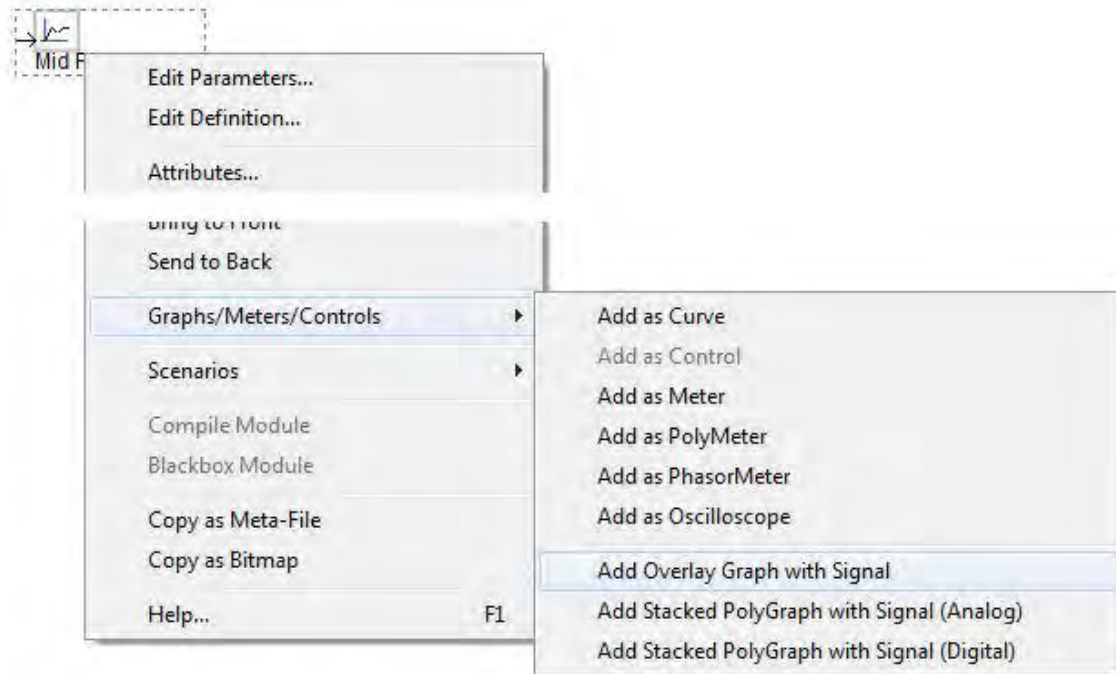 Mid
Edit Parameters...
Edit Definition...
Attributes...
Bring to Front
Send to Back
Graphs/Meters/Controls
Scenarios
Compile Module
Blackbox Module
Copy as Meta-File
Copy as Bitmap
Help... F1
Add as Curve
Add as Control
Add as Meter
Add as PolyMeter
Add as PhasorMeter
Add as Oscilloscope
Add Overlay Graph with Signal
Add Stacked PolyGraph with Signal (Analog)
Add Stacked PolyGraph with Signal (Digital)